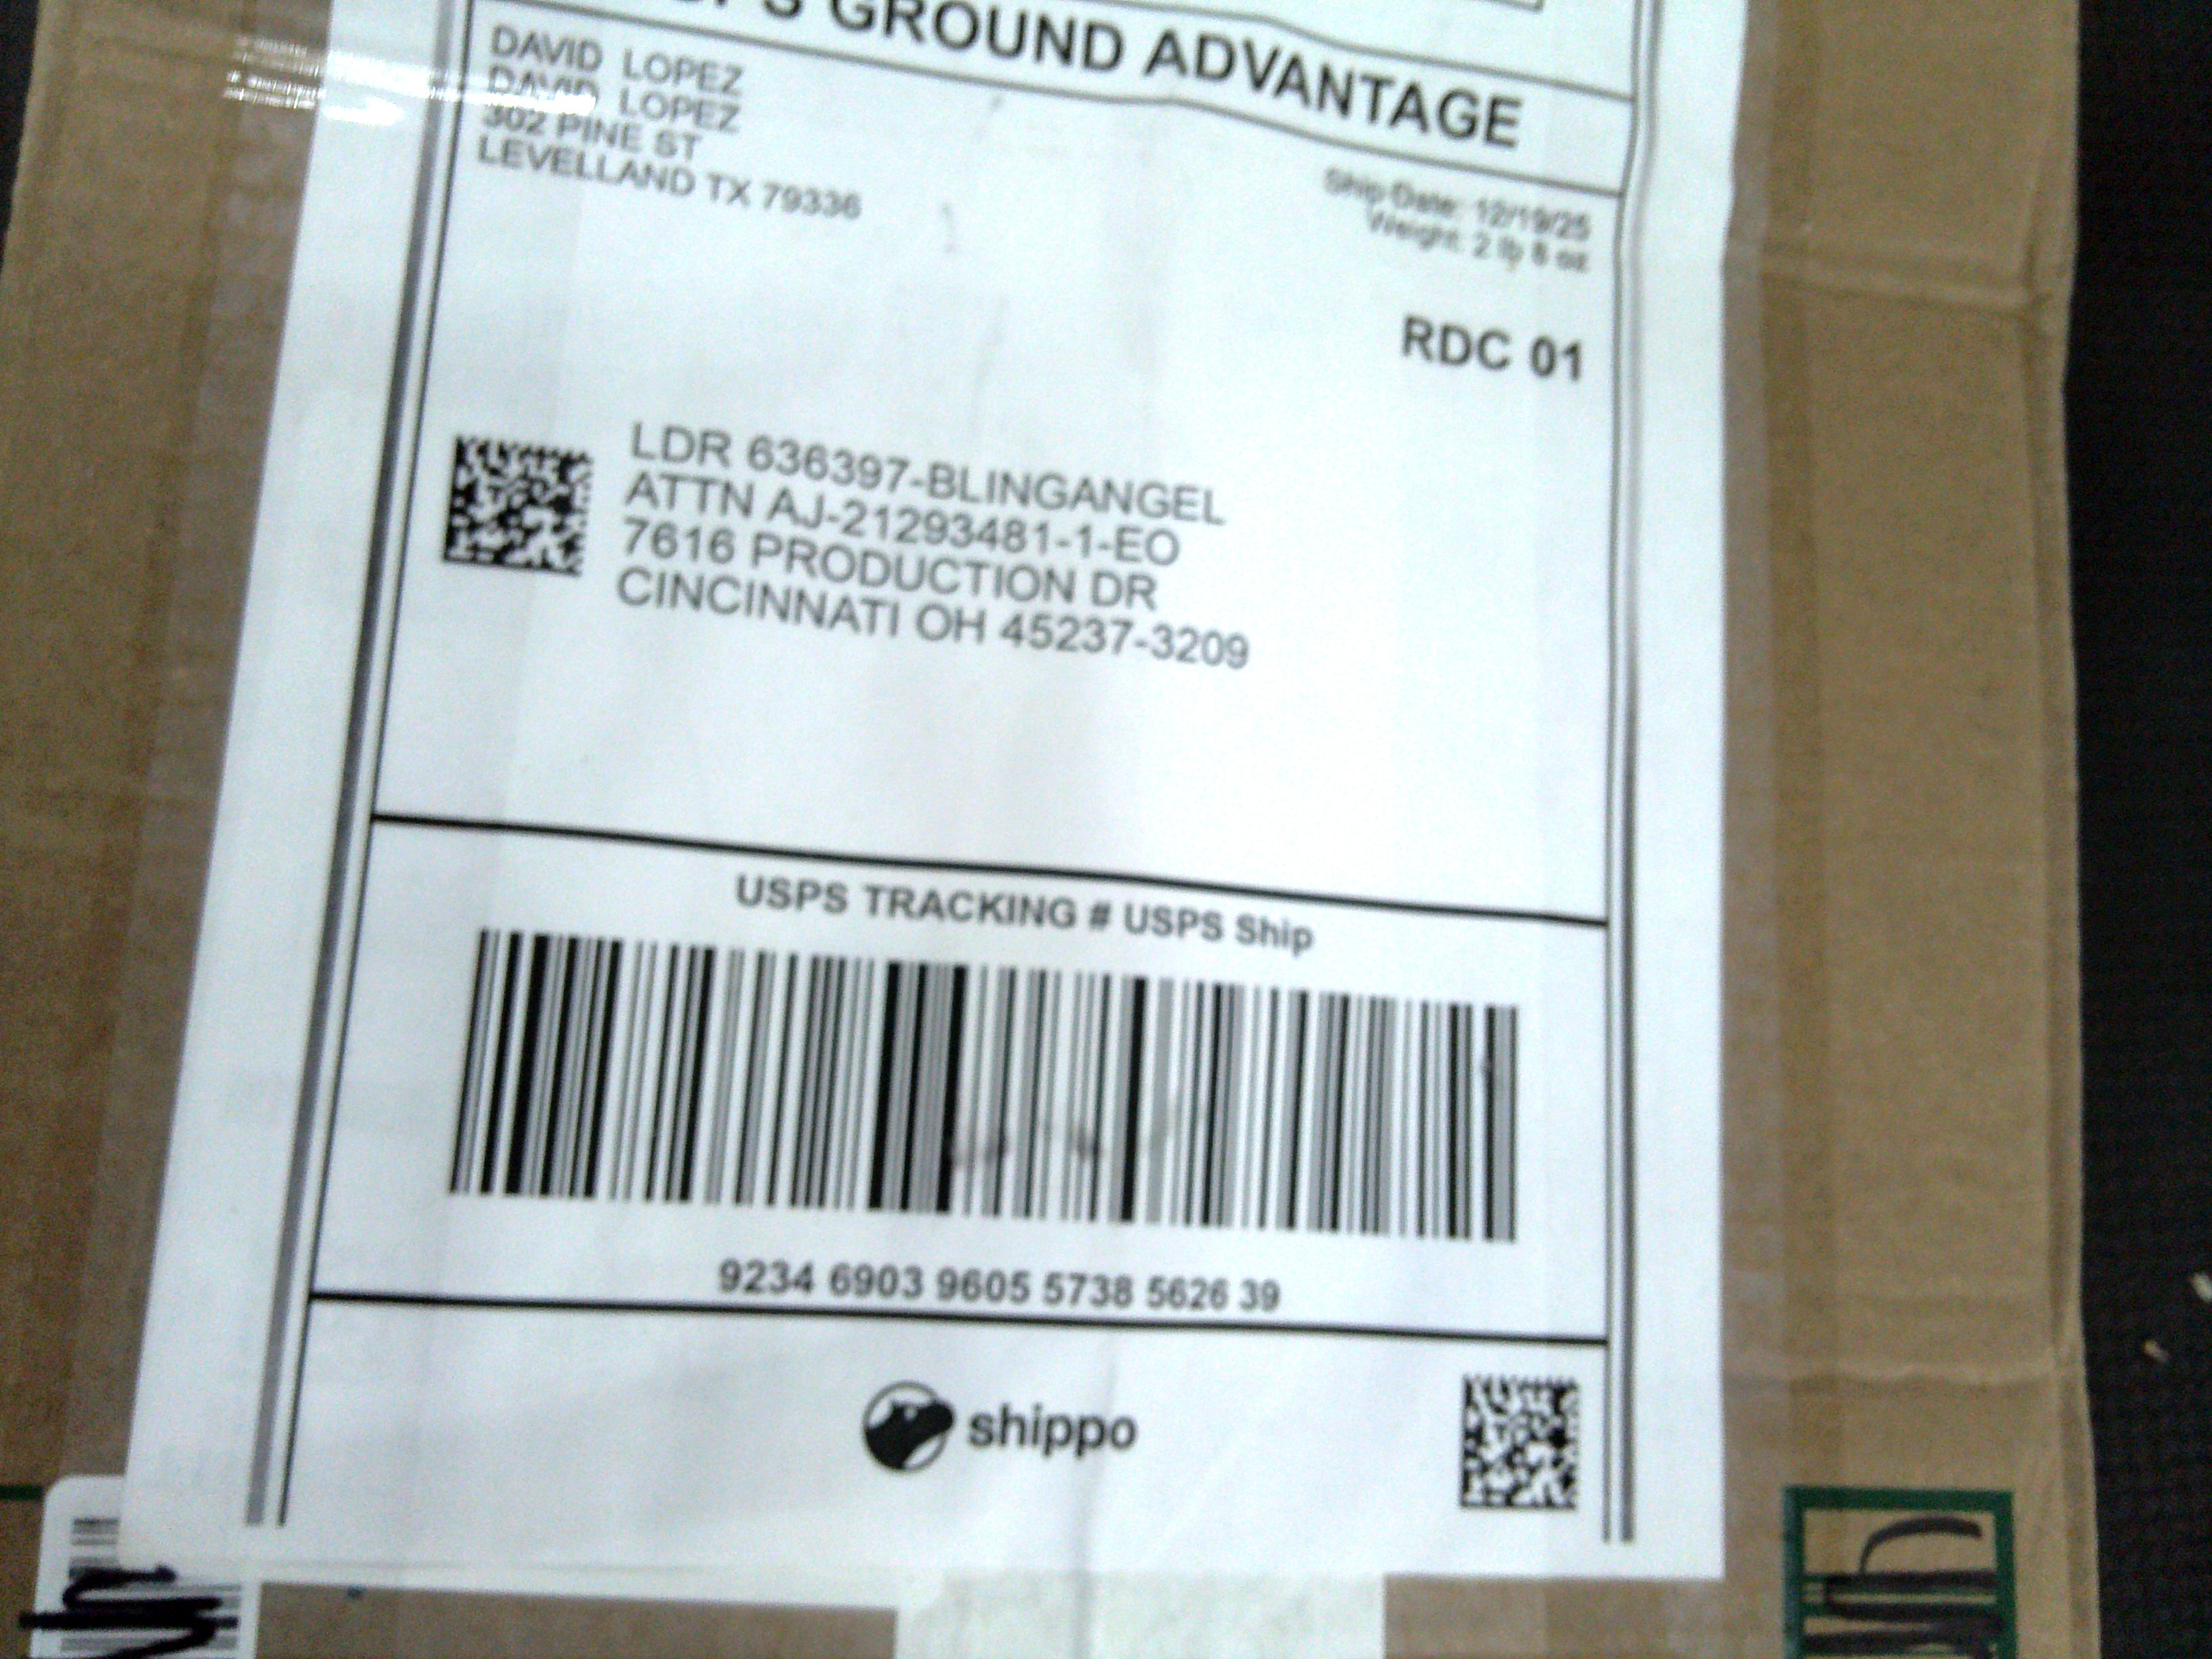 GROUND ADVANTAGE
DAVID LOPEZ
DAVID LOPEZ
302 PINE ST
LEVELLAND TX 79336
Ship Date: 12/19/25
Weight: 2 lb 8 oz
RDC 01
LDR 636397-BLINGANGEL
ATTN AJ-21293481-1-EO
7616 PRODUCTION DR
CINCINNATI OH 45237-3209
USPS TRACKING # USPS Ship
9234 6903 9605 5738 5626 39
shippo